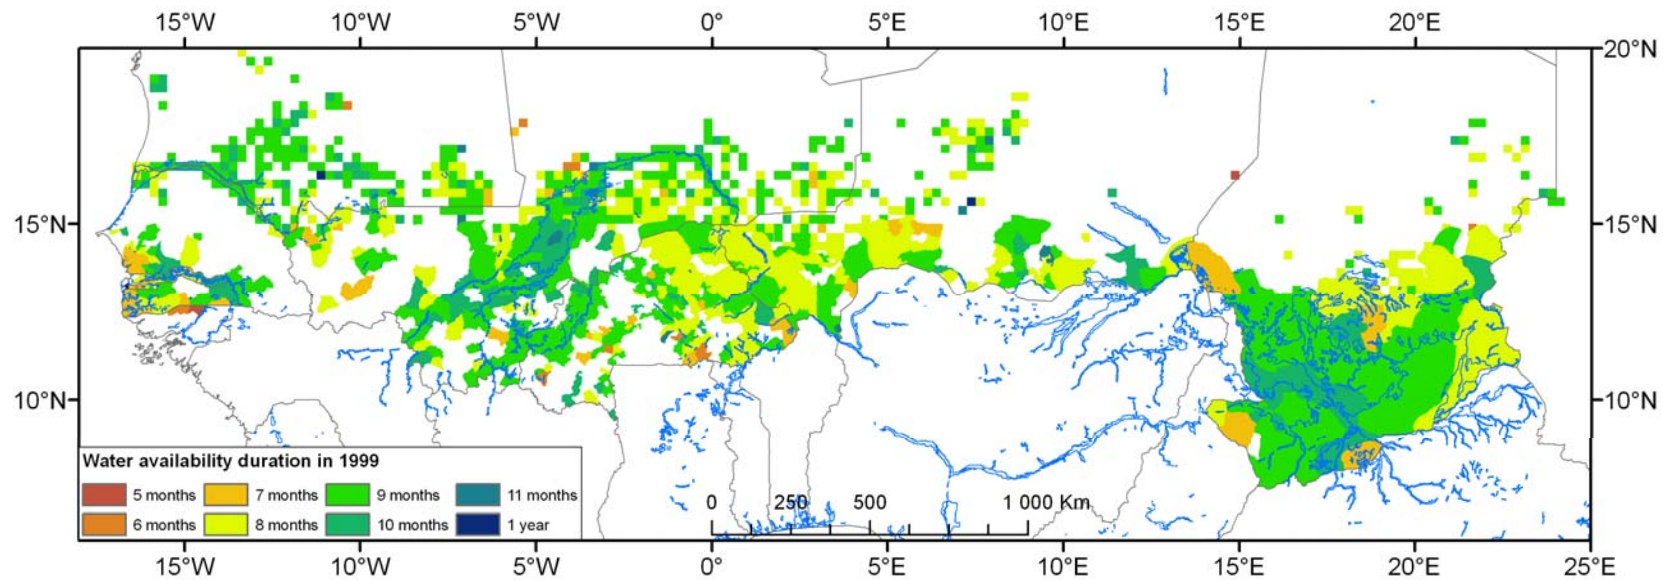 15°W 10°W 5°W 0° 5°E 10°E 15°E 20°E
20°N
15°N 15°N
10°N 10°N
Water availability duration in 1999
5 months 7 months 9 months 11 months
6 months 8 months 10 months 1 year
0 250 500 1 000 Km
15°W 10°W 5°W 0° 5°E 10°E 15°E 20°E 25°E